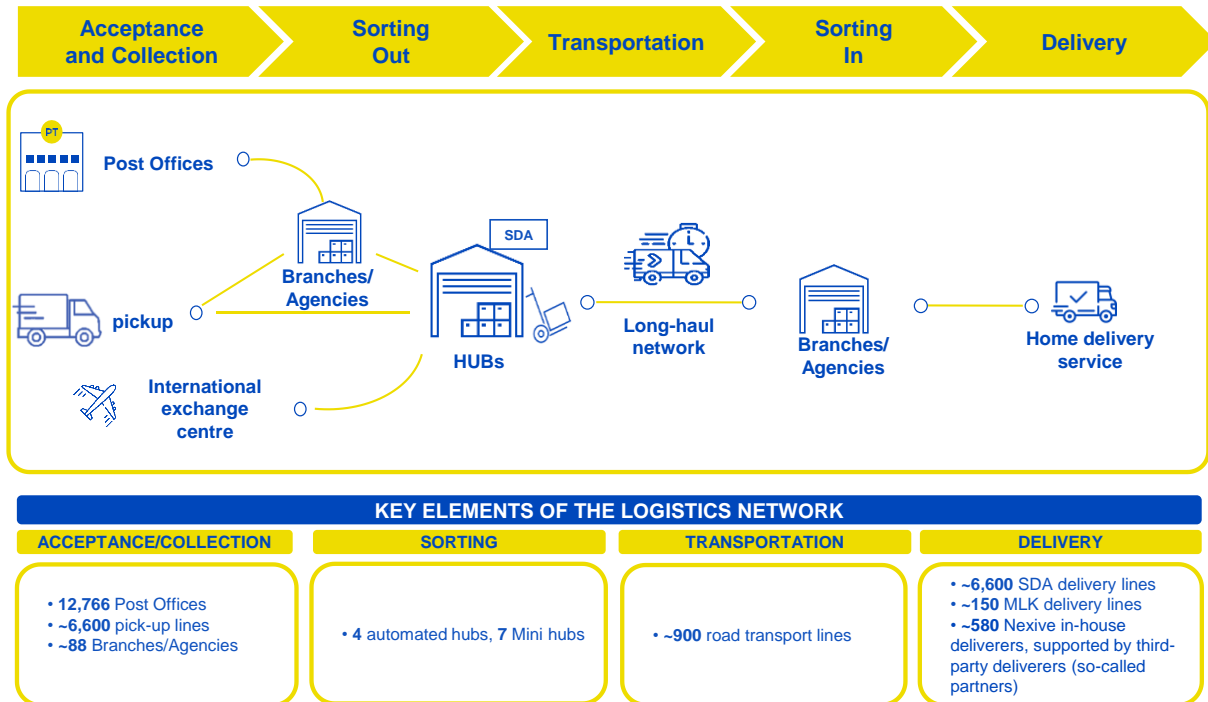 Acceptance
and Collection
Sorting
Out
Transportation
Sorting
In
Delivery
PT
Post Offices
SDA
Branches/
Agencies
pickup
HUBs
Long-haul
network
Branches/
Agencies
Home delivery
service
International
exchange
centre
KEY ELEMENTS OF THE LOGISTICS NETWORK
ACCEPTANCE/COLLECTION
• 12,766 Post Offices
• ~6,600 pick-up lines
• ~88 Branches/Agencies
SORTING
• 4 automated hubs, 7 Mini hubs
TRANSPORTATION
• ~900 road transport lines
DELIVERY
• ~6,600 SDA delivery lines
• ~150 MLK delivery lines
• ~580 Nexive in-house
deliverers, supported by third-
party deliverers (so-called
partners)